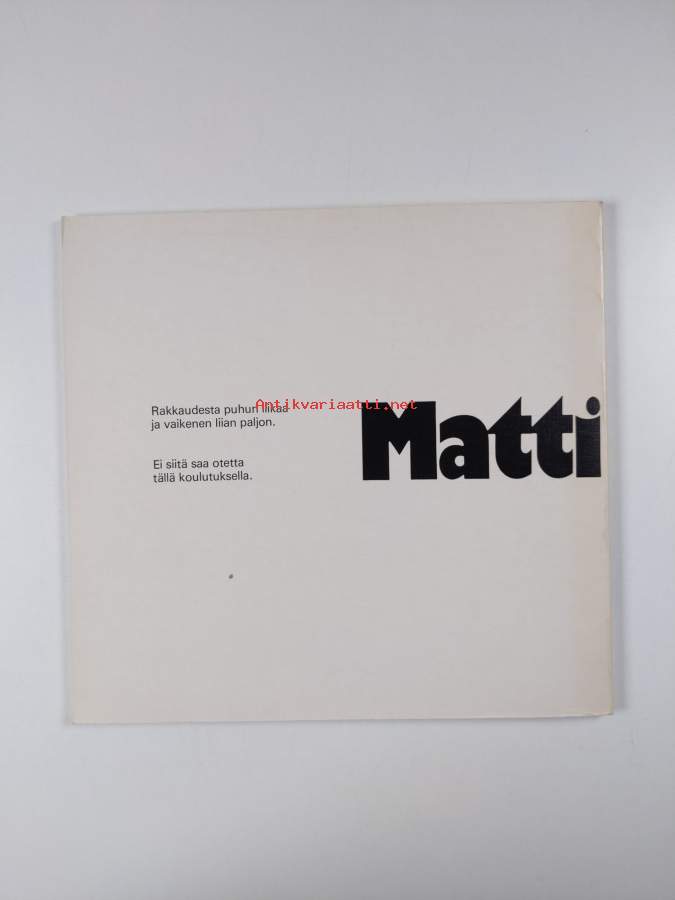 Rakkaudesta puhun liikaa
ja vaikenen liian paljon.
Ei siitä saa otetta
tällä koulutuksella.
Matti
Antikvariaatti.net